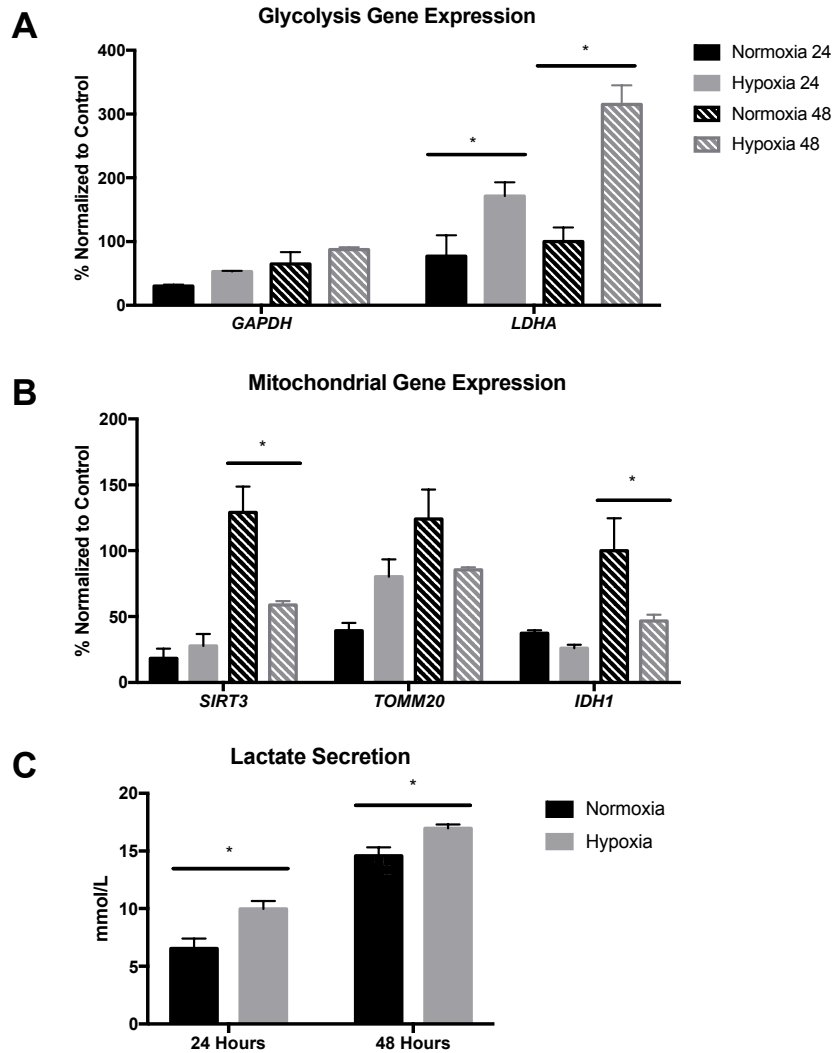 A
Glycolysis Gene Expression
% Normalized to Control
400
300
200
100
0
*
*
GAPDH
LDHA
Normoxia 24
Hypoxia 24
Normoxia 48
Hypoxia 48
B
Mitochondrial Gene Expression
% Normalized to Control
200
150
100
50
0
*
*
SIRT3
TOMM20
IDH1
C
Lactate Secretion
mmol/L
20
15
10
5
0
*
*
24 Hours
48 Hours
Normoxia
Hypoxia